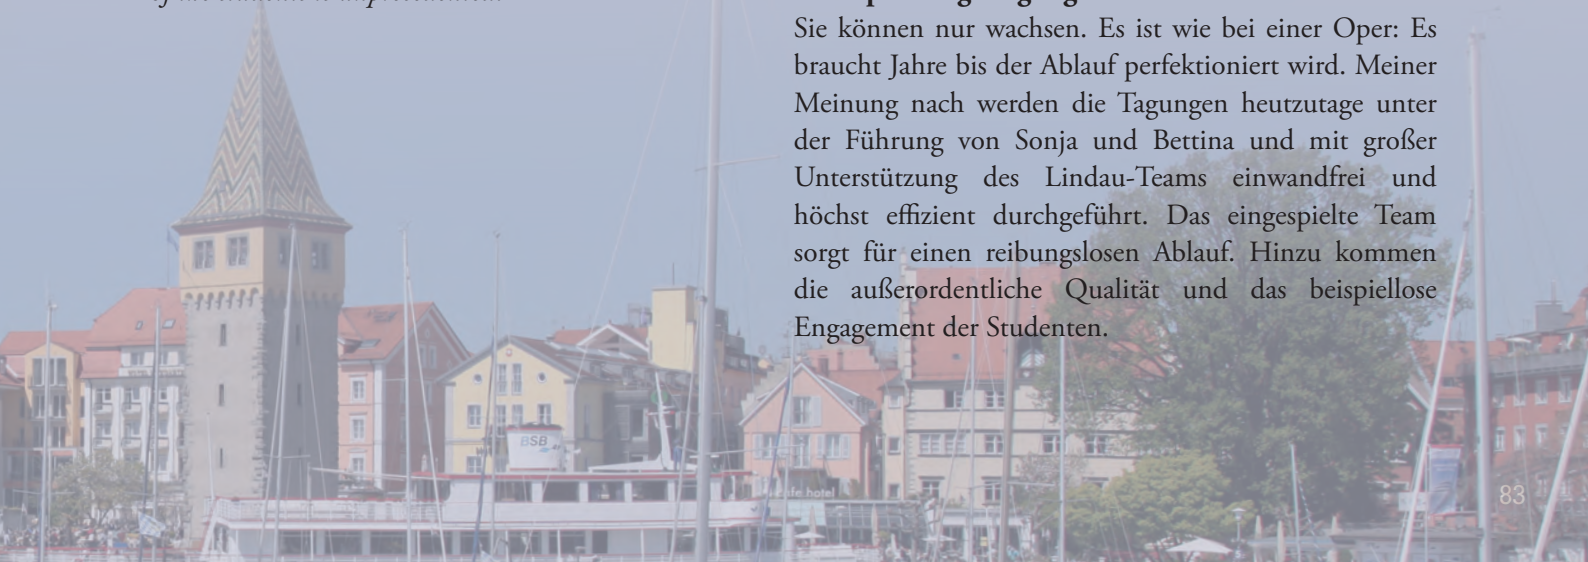 Sie können nur wachsen. Es ist wie bei einer Oper: Es
braucht Jahre bis der Ablauf perfektioniert wird. Meiner
Meinung nach werden die Tagungen heutzutage unter
der Führung von Sonja und Bettina und mit großer
Unterstützung des Lindau-Teams einwandfrei und
höchst effizient durchgeführt. Das eingespielte Team
sorgt für einen reibungslosen Ablauf. Hinzu kommen
die außerordentliche Qualität und das beispiellose
Engagement der Studenten.
BSB
hotel
83